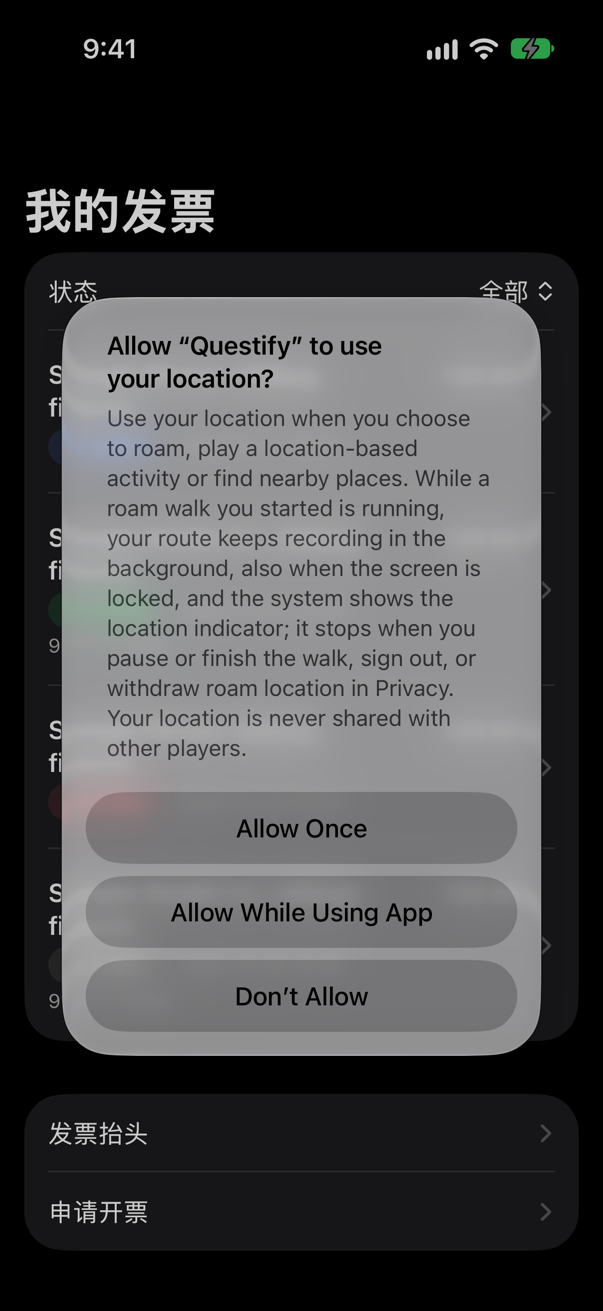 9:41
我的发票
状态
全部
Allow “Questify” to use
your location?
Use your location when you choose
to roam, play a location-based
activity or find nearby places. While a
roam walk you started is running,
your route keeps recording in the
background, also when the screen is
locked, and the system shows the
location indicator; it stops when you
pause or finish the walk, sign out, or
withdraw roam location in Privacy.
Your location is never shared with
other players.
Allow Once
Allow While Using App
Don’t Allow
发票抬头
申请开票